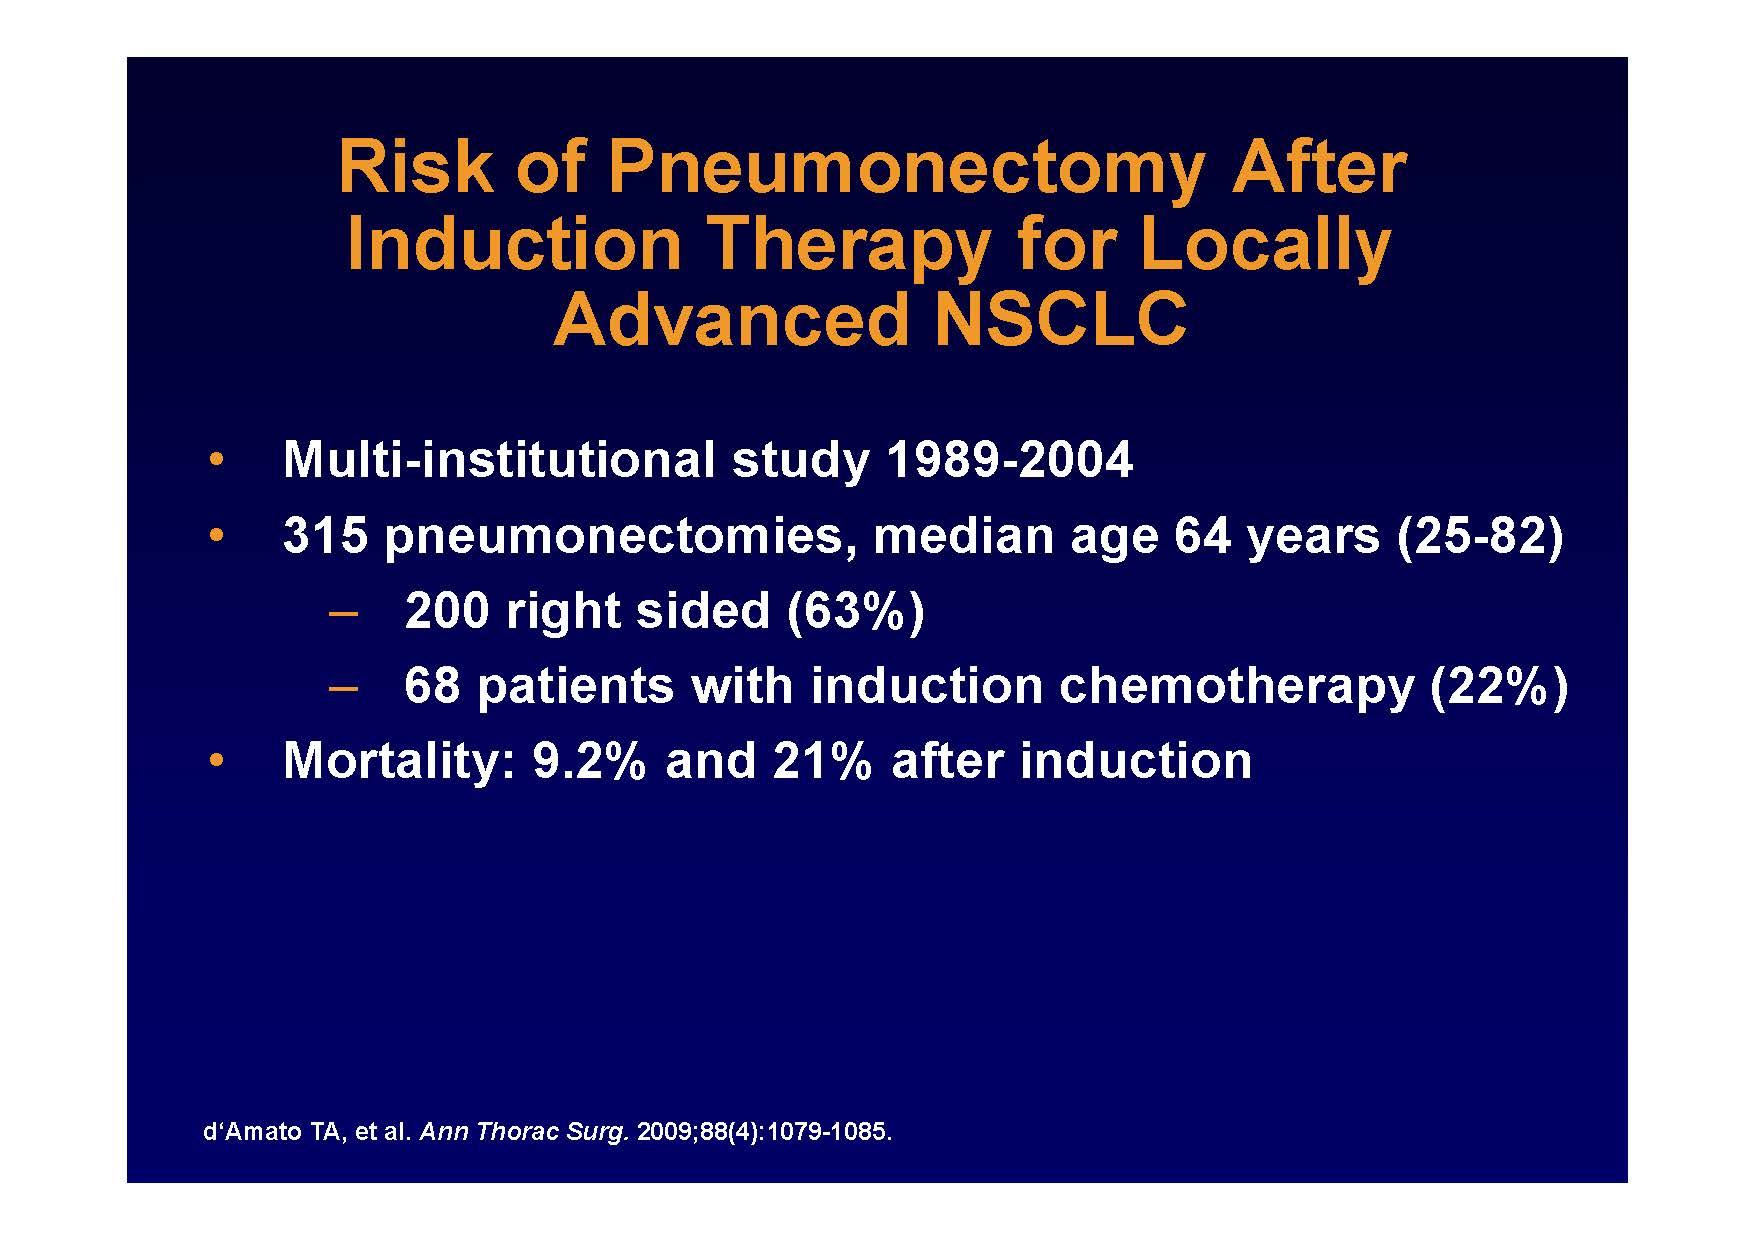 Risk of Pneumonectomy After
Induction Therapy for Locally
Advanced NSCLC
• Multi-institutional study 1989-2004
• 315 pneumonectomies, median age 64 years (25-82)
– 200 right sided (63%)
– 68 patients with induction chemotherapy (22%)
• Mortality: 9.2% and 21% after induction
d‘Amato TA, et al. Ann Thorac Surg. 2009;88(4):1079-1085.